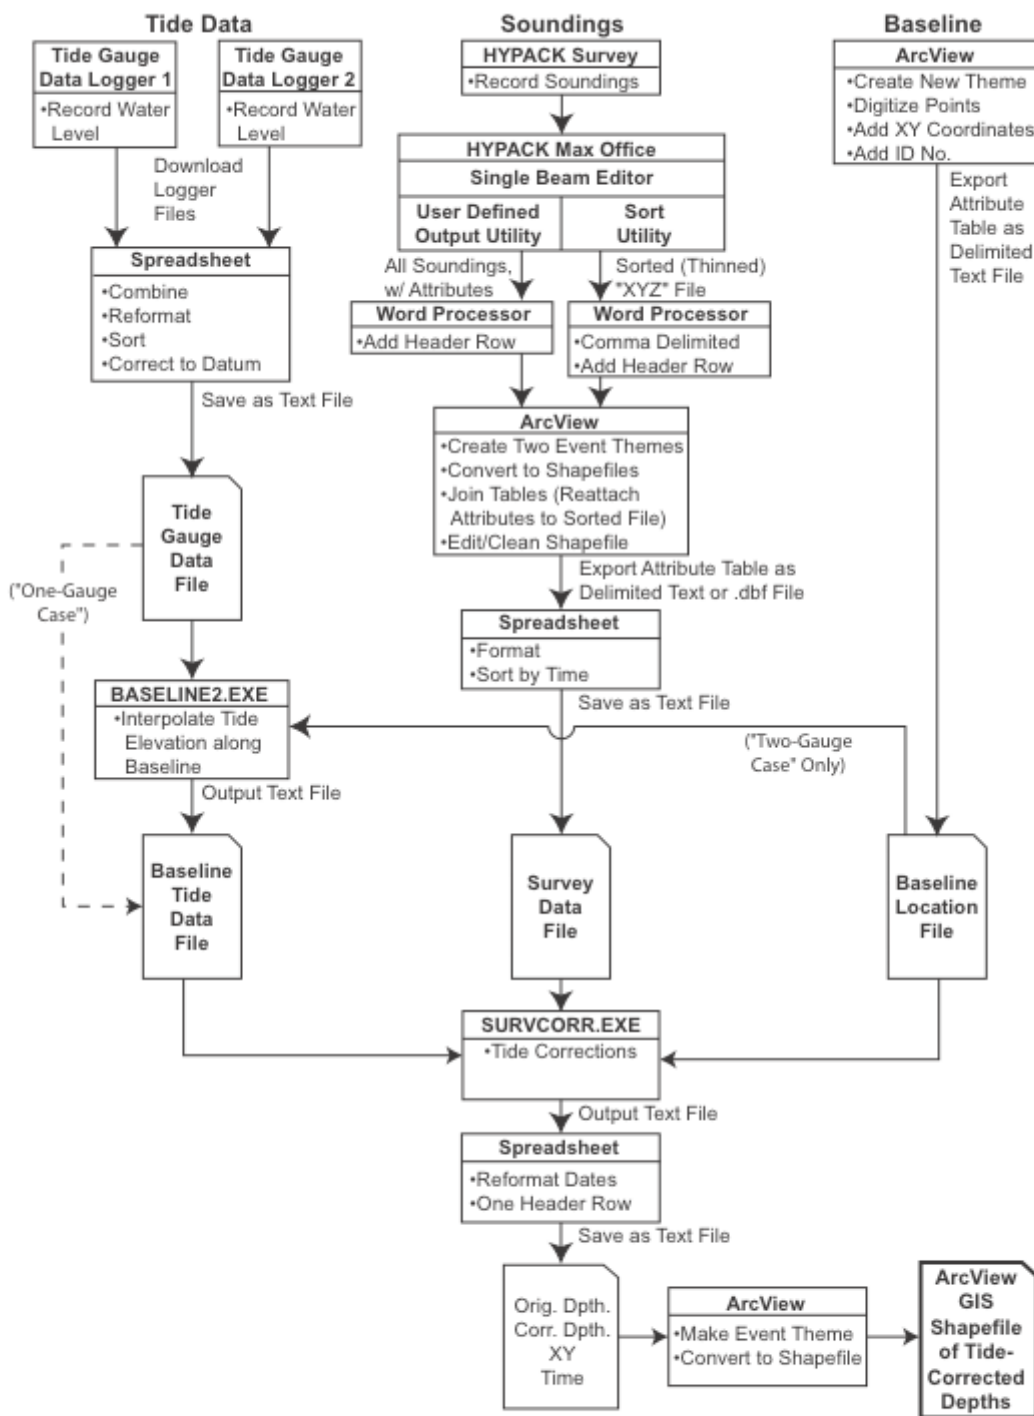 Tide Data
Soundings
Baseline
Tide Gauge
Data Logger 1
•Record Water
Level
Tide Gauge
Data Logger 2
•Record Water
Level
HYPACK Survey
•Record Soundings
ArcView
•Create New Theme
•Digitize Points
•Add XY Coordinates
•Add ID No.
Download
Logger
Files
HYPACK Max Office
Single Beam Editor
User Defined
Output Utility
Sort
Utility
Export
Attribute
Table as
Delimited
Text File
Spreadsheet
•Combine
•Reformat
•Sort
•Correct to Datum
All Soundings,
w/ Attributes
Sorted (Thinned)
"XYZ" File
Word Processor
•Add Header Row
Word Processor
•Comma Delimited
•Add Header Row
Save as Text File
ArcView
•Create Two Event Themes
•Convert to Shapefiles
•Join Tables (Reattach
Attributes to Sorted File)
•Edit/Clean Shapefile
Tide
Gauge
Data
File
("One-Gauge
Case")
Export Attribute Table as
Delimited Text or .dbf File
Spreadsheet
•Format
•Sort by Time
BASELINE2.EXE
•Interpolate Tide
Elevation along
Baseline
Save as Text File
("Two-Gauge
Case" Only)
Output Text File
Baseline
Tide
Data
File
Survey
Data
File
Baseline
Location
File
SURVCORR.EXE
•Tide Corrections
Output Text File
Spreadsheet
•Reformat Dates
•One Header Row
Save as Text File
Orig. Dpth.
Corr. Dpth.
XY
Time
ArcView
•Make Event Theme
•Convert to Shapefile
ArcView
GIS
Shapefile
of Tide-
Corrected
Depths